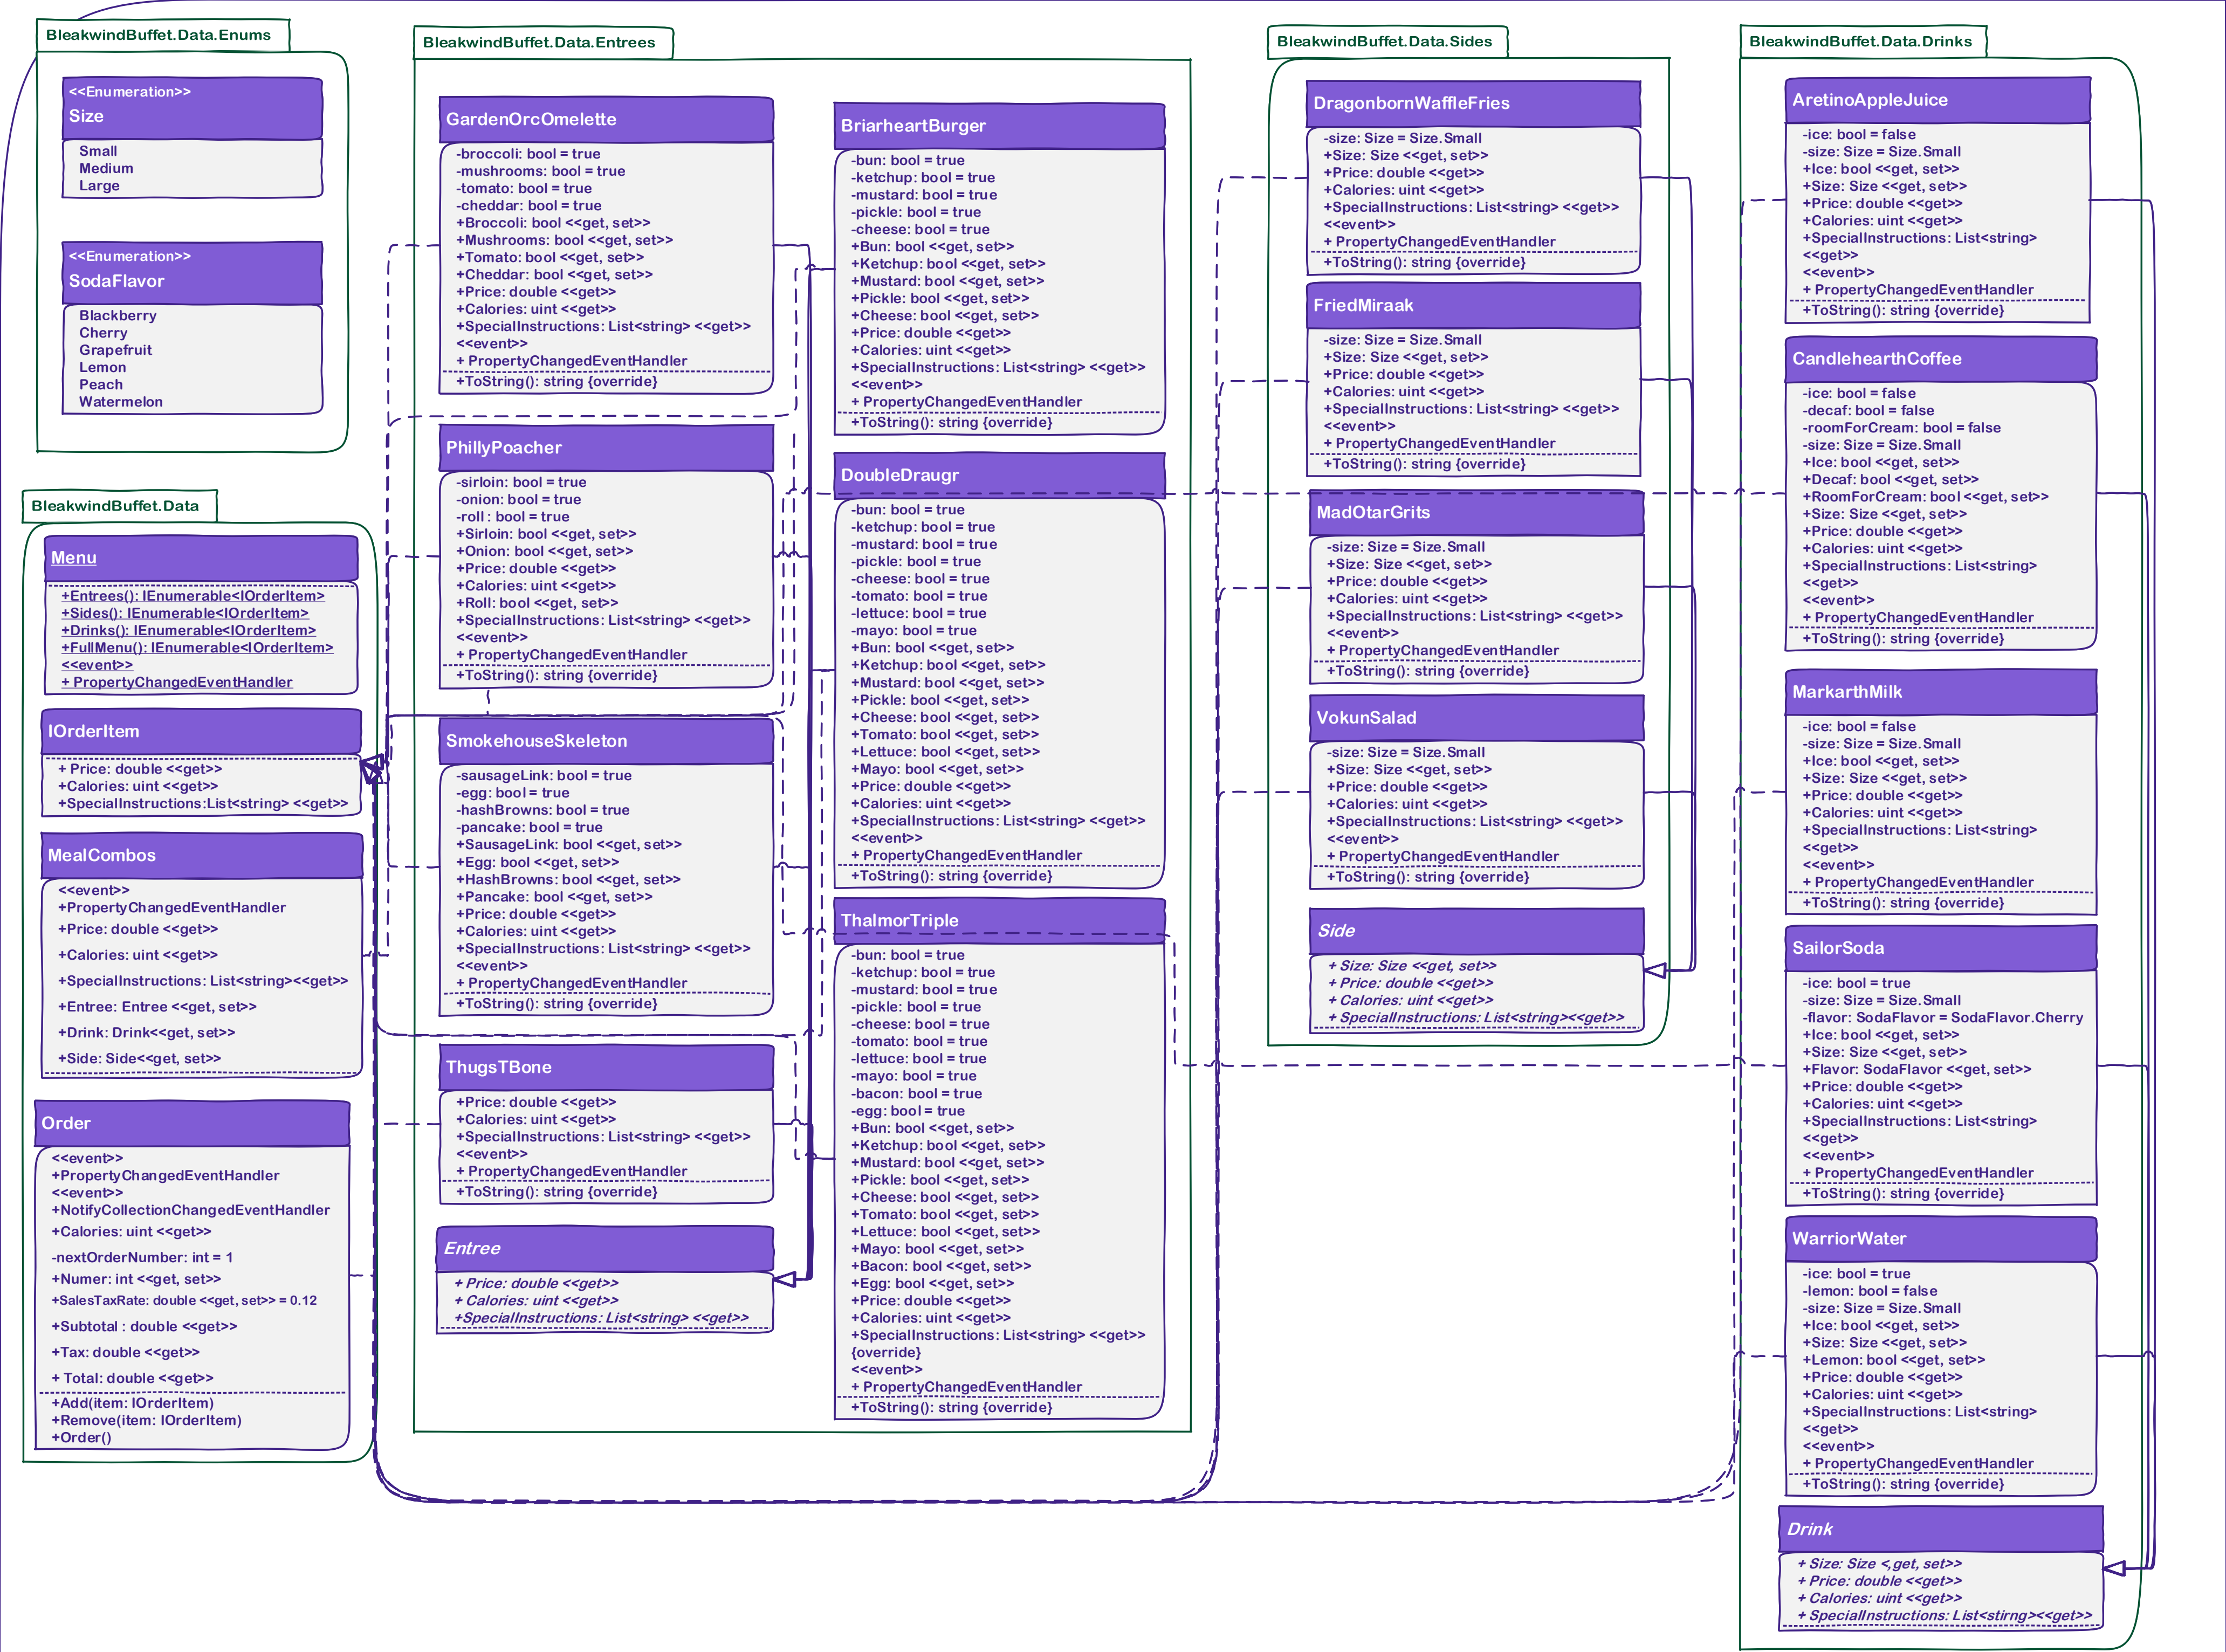 BleakwindBuffet.Data.Enums
<<Enumeration>>
Size
Small
Medium
Large
<<Enumeration>>
SodaFlavor
Blackberry
Cherry
Grapefruit
Lemon
Peach
Watermelon
BleakwindBuffet.Data
Menu
+Entrees(): IEnumerable<IOrderItem>
+Sides(): IEnumerable<IOrderItem>
+Drinks(): IEnumerable<IOrderItem>
+FullMenu(): IEnumerable<IOrderItem>
<<event>>
+ PropertyChangedEventHandler
IOrderItem
+ Price: double <<get>>
+Calories: uint <<get>>
+SpecialInstructions:List<string> <<get>>
MealCombos
<<event>>
+PropertyChangedEventHandler
+Price: double <<get>>
+Calories: uint <<get>>
+SpecialInstructions: List<string><<get>>
+Entree: Entree <<get, set>>
+Drink: Drink<<get, set>>
+Side: Side<<get, set>>
Order
<<event>>
+PropertyChangedEventHandler
<<event>>
+NotifyCollectionChangedEventHandler
+Calories: uint <<get>>
-nextOrderNumber: int = 1
+Numer: int <<get, set>>
+SalesTaxRate: double <<get, set>> = 0.12
+Subtotal : double <<get>>
+Tax: double <<get>>
+ Total: double <<get>>
+Add(item: IOrderItem)
+Remove(item: IOrderItem)
+Order()
BleakwindBuffet.Data.Entrees
GardenOrcOmelette
-broccoli: bool = true
-mushrooms: bool = true
-tomato: bool = true
-cheddar: bool = true
+Broccoli: bool <<get, set>>
+Mushrooms: bool <<get, set>>
+Tomato: bool <<get, set>>
+Cheddar: bool <<get, set>>
+Price: double <<get>>
+Calories: uint <<get>>
+SpecialInstructions: List<string> <<get>>
<<event>>
+ PropertyChangedEventHandler
+ToString(): string {override}
PhillyPoacher
-sirloin: bool = true
-onion: bool = true
-roll : bool = true
+Sirloin: bool <<get, set>>
+Onion: bool <<get, set>>
+Price: double <<get>>
+Calories: uint <<get>>
+Roll: bool <<get, set>>
+SpecialInstructions: List<string> <<get>>
<<event>>
+ PropertyChangedEventHandler
+ToString(): string {override}
SmokehouseSkeleton
-sausageLink: bool = true
-egg: bool = true
-hashBrowns: bool = true
-pancake: bool = true
+SausageLink: bool <<get, set>>
+Egg: bool <<get, set>>
+HashBrowns: bool <<get, set>>
+Pancake: bool <<get, set>>
+Price: double <<get>>
+Calories: uint <<get>>
+SpecialInstructions: List<string> <<get>>
<<event>>
+ PropertyChangedEventHandler
+ToString(): string {override}
ThugsTBone
+Price: double <<get>>
+Calories: uint <<get>>
+SpecialInstructions: List<string> <<get>>
<<event>>
+ PropertyChangedEventHandler
+ToString(): string {override}
Entree
+ Price: double <<get>>
+ Calories: uint <<get>>
+SpecialInstructions: List<string> <<get>>
BriarheartBurger
-bun: bool = true
-ketchup: bool = true
-mustard: bool = true
-pickle: bool = true
-cheese: bool = true
+Bun: bool <<get, set>>
+Ketchup: bool <<get, set>>
+Mustard: bool <<get, set>>
+Pickle: bool <<get, set>>
+Cheese: bool <<get, set>>
+Price: double <<get>>
+Calories: uint <<get>>
+SpecialInstructions: List<string> <<get>>
<<event>>
+ PropertyChangedEventHandler
+ToString(): string {override}
DoubleDraugr
-bun: bool = true
-ketchup: bool = true
-mustard: bool = true
-pickle: bool = true
-cheese: bool = true
-tomato: bool = true
-lettuce: bool = true
-mayo: bool = true
+Bun: bool <<get, set>>
+Ketchup: bool <<get, set>>
+Mustard: bool <<get, set>>
+Pickle: bool <<get, set>>
+Cheese: bool <<get, set>>
+Tomato: bool <<get, set>>
+Lettuce: bool <<get, set>>
+Mayo: bool <<get, set>>
+Price: double <<get>>
+Calories: uint <<get>>
+SpecialInstructions: List<string> <<get>>
<<event>>
+ PropertyChangedEventHandler
+ToString(): string {override}
ThalmorTriple
-bun: bool = true
-ketchup: bool = true
-mustard: bool = true
-pickle: bool = true
-cheese: bool = true
-tomato: bool = true
-lettuce: bool = true
-mayo: bool = true
-bacon: bool = true
-egg: bool = true
+Bun: bool <<get, set>>
+Ketchup: bool <<get, set>>
+Mustard: bool <<get, set>>
+Pickle: bool <<get, set>>
+Cheese: bool <<get, set>>
+Tomato: bool <<get, set>>
+Lettuce: bool <<get, set>>
+Mayo: bool <<get, set>>
+Bacon: bool <<get, set>>
+Egg: bool <<get, set>>
+Price: double <<get>>
+Calories: uint <<get>>
+SpecialInstructions: List<string> <<get>>
{override}
<<event>>
+ PropertyChangedEventHandler
+ToString(): string {override}
BleakwindBuffet.Data.Sides
DragonbornWaffleFries
-size: Size = Size.Small
+Size: Size <<get, set>>
+Price: double <<get>>
+Calories: uint <<get>>
+SpecialInstructions: List<string> <<get>>
<<event>>
+ PropertyChangedEventHandler
+ToString(): string {override}
FriedMiraak
-size: Size = Size.Small
+Size: Size <<get, set>>
+Price: double <<get>>
+Calories: uint <<get>>
+SpecialInstructions: List<string> <<get>>
<<event>>
+ PropertyChangedEventHandler
+ToString(): string {override}
MadOtarGrits
-size: Size = Size.Small
+Size: Size <<get, set>>
+Price: double <<get>>
+Calories: uint <<get>>
+SpecialInstructions: List<string> <<get>>
<<event>>
+ PropertyChangedEventHandler
+ToString(): string {override}
VokunSalad
-size: Size = Size.Small
+Size: Size <<get, set>>
+Price: double <<get>>
+Calories: uint <<get>>
+SpecialInstructions: List<string> <<get>>
<<event>>
+ PropertyChangedEventHandler
+ToString(): string {override}
Side
+ Size: Size <<get, set>>
+ Price: double <<get>>
+ Calories: uint <<get>>
+ SpecialInstructions: List<string><<get>>
BleakwindBuffet.Data.Drinks
AretinoAppleJuice
-ice: bool = false
-size: Size = Size.Small
+Ice: bool <<get, set>>
+Size: Size <<get, set>>
+Price: double <<get>>
+Calories: uint <<get>>
+SpecialInstructions: List<string>
<<get>>
<<event>>
+ PropertyChangedEventHandler
+ToString(): string {override}
CandlehearthCoffee
-ice: bool = false
-decaf: bool = false
-roomForCream: bool = false
-size: Size = Size.Small
+Ice: bool <<get, set>>
+Decaf: bool <<get, set>>
+RoomForCream: bool <<get, set>>
+Size: Size <<get, set>>
+Price: double <<get>>
+Calories: uint <<get>>
+SpecialInstructions: List<string>
<<get>>
<<event>>
+ PropertyChangedEventHandler
+ToString(): string {override}
MarkarthMilk
-ice: bool = false
-size: Size = Size.Small
+Ice: bool <<get, set>>
+Size: Size <<get, set>>
+Price: double <<get>>
+Calories: uint <<get>>
+SpecialInstructions: List<string>
<<get>>
<<event>>
+ PropertyChangedEventHandler
+ToString(): string {override}
SailorSoda
-ice: bool = true
-size: Size = Size.Small
-flavor: SodaFlavor = SodaFlavor.Cherry
+Ice: bool <<get, set>>
+Size: Size <<get, set>>
+Flavor: SodaFlavor <<get, set>>
+Price: double <<get>>
+Calories: uint <<get>>
+SpecialInstructions: List<string>
<<get>>
<<event>>
+ PropertyChangedEventHandler
+ToString(): string {override}
WarriorWater
-ice: bool = true
-lemon: bool = false
-size: Size = Size.Small
+Ice: bool <<get, set>>
+Size: Size <<get, set>>
+Lemon: bool <<get, set>>
+Price: double <<get>>
+Calories: uint <<get>>
+SpecialInstructions: List<string>
<<get>>
<<event>>
+ PropertyChangedEventHandler
+ToString(): string {override}
Drink
+ Size: Size <,get, set>>
+ Price: double <<get>>
+ Calories: uint <<get>>
+ SpecialInstructions: List<stirng><<get>>